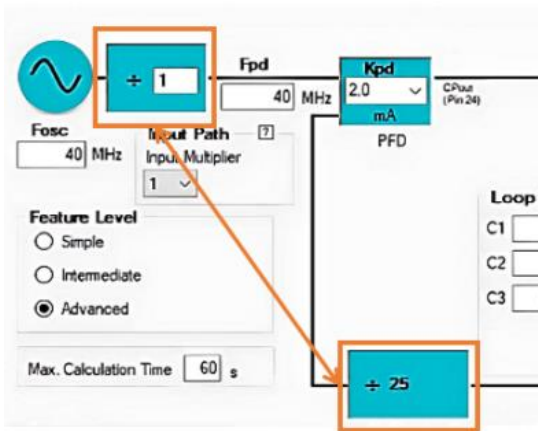 ÷ 1
Fpd
40 MHz
Kpd
2.0
mA
PFD
CPout
(Pin 24)
Fosc
40 MHz
Input Path ?
Input Multiplier
1
Feature Level
Simple
Intermediate
Advanced
Max. Calculation Time 60 s
Loop
C1
C2
C3
÷ 25